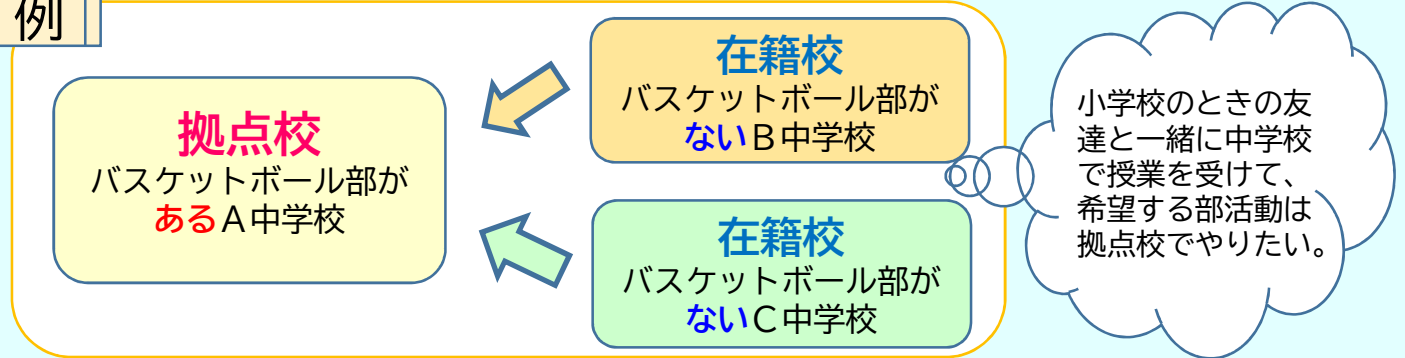 例
拠点校
バスケットボール部が
あるA中学校
在籍校
バスケットボール部が
ないB中学校
在籍校
バスケットボール部が
ないC中学校
小学校のときの友
達と一緒に中学校
で授業を受けて、
希望する部活動は
拠点校でやりたい。